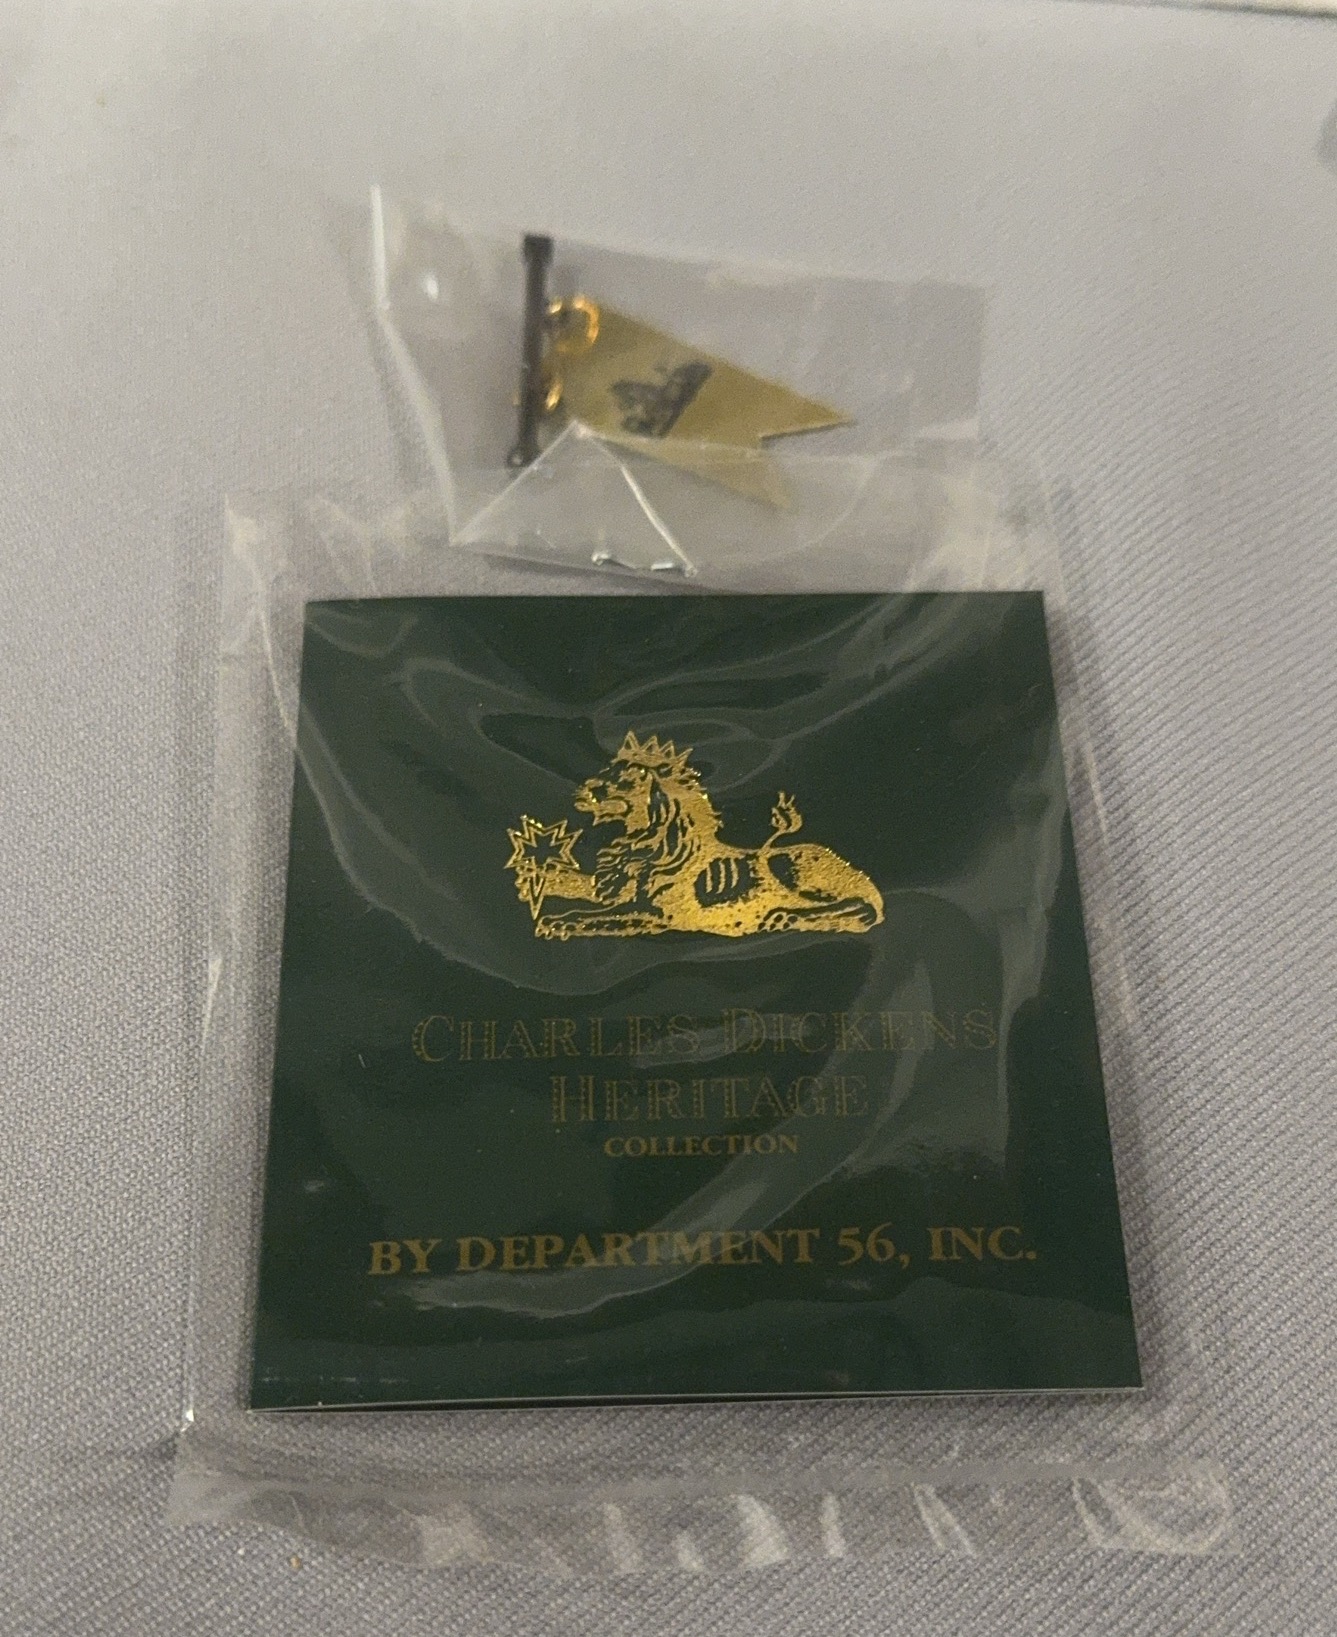 CHARLES DICKENS
HERITAGE
COLLECTION
BY DEPARTMENT 56, INC.